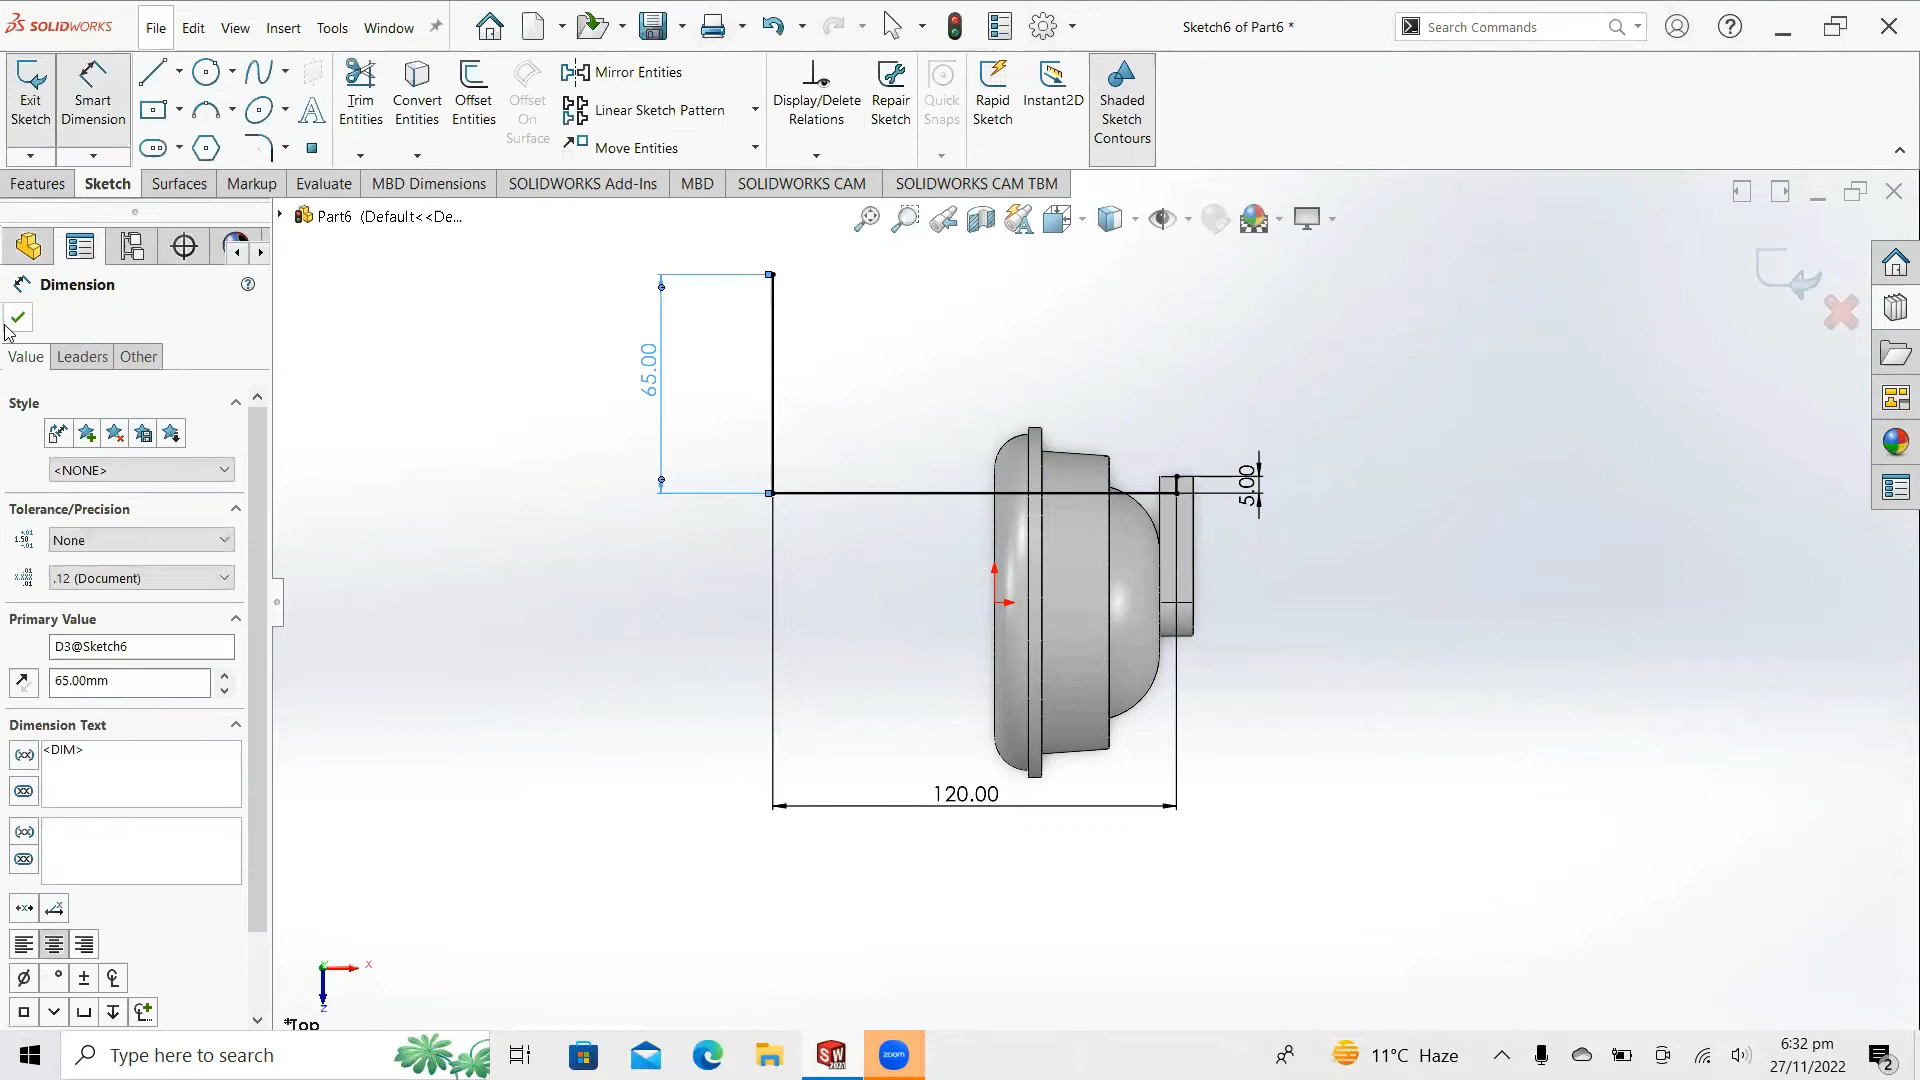 SOLIDWORKS
File Edit View Insert Tools Window
Sketch6 of Part6 *
Search Commands
Exit Sketch
Smart Dimension
Trim Entities
Convert Entities
Offset Entities
Offset On Surface
Mirror Entities
Linear Sketch Pattern
Move Entities
Display/Delete Relations
Repair Sketch
Quick Snaps
Rapid Sketch
Instant2D
Shaded Sketch Contours
Features Sketch Surfaces Markup Evaluate MBD Dimensions SOLIDWORKS Add-Ins MBD SOLIDWORKS CAM SOLIDWORKS CAM TBM
Part6 (Default<<De...
Dimension
Value Leaders Other
Style
<NONE>
Tolerance/Precision
None
.12 (Document)
Primary Value
D3@Sketch6
65.00mm
Dimension Text
<DIM>
65.00
5.00
120.00
x
z
*Top
Type here to search
SW
2021
zoom
11°C Haze
6:32 pm
27/11/2022
2